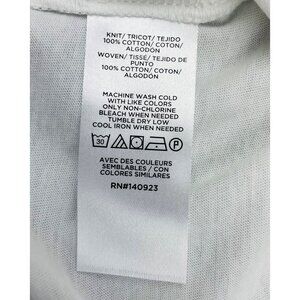 KNIT/ TRICOT/ TEJIDO
100% COTTON/ COTON/
ALGODON
WOVEN/ TISSE/ TEJIDO DE
PUNTO
100% COTTON/ COTON/
ALGODÓN
MACHINE WASH COLD
WITH LIKE COLORS
ONLY NON-CHLORINE
BLEACH WHEN NEEDED
TUMBLE DRY LOW
COOL IRON WHEN NEEDED
30 P
AVEC DES COULEURS
SEMBLABLES / CON
COLORES SIMILARES
RN#140923